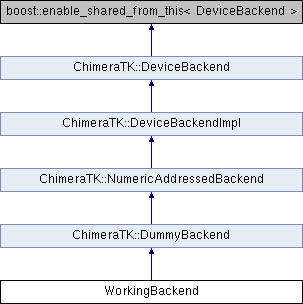 boost::enable_shared_from_this< DeviceBackend >
ChimeraTK::DeviceBackend
ChimeraTK::DeviceBackendImpl
ChimeraTK::NumericAddressedBackend
ChimeraTK::DummyBackend
WorkingBackend